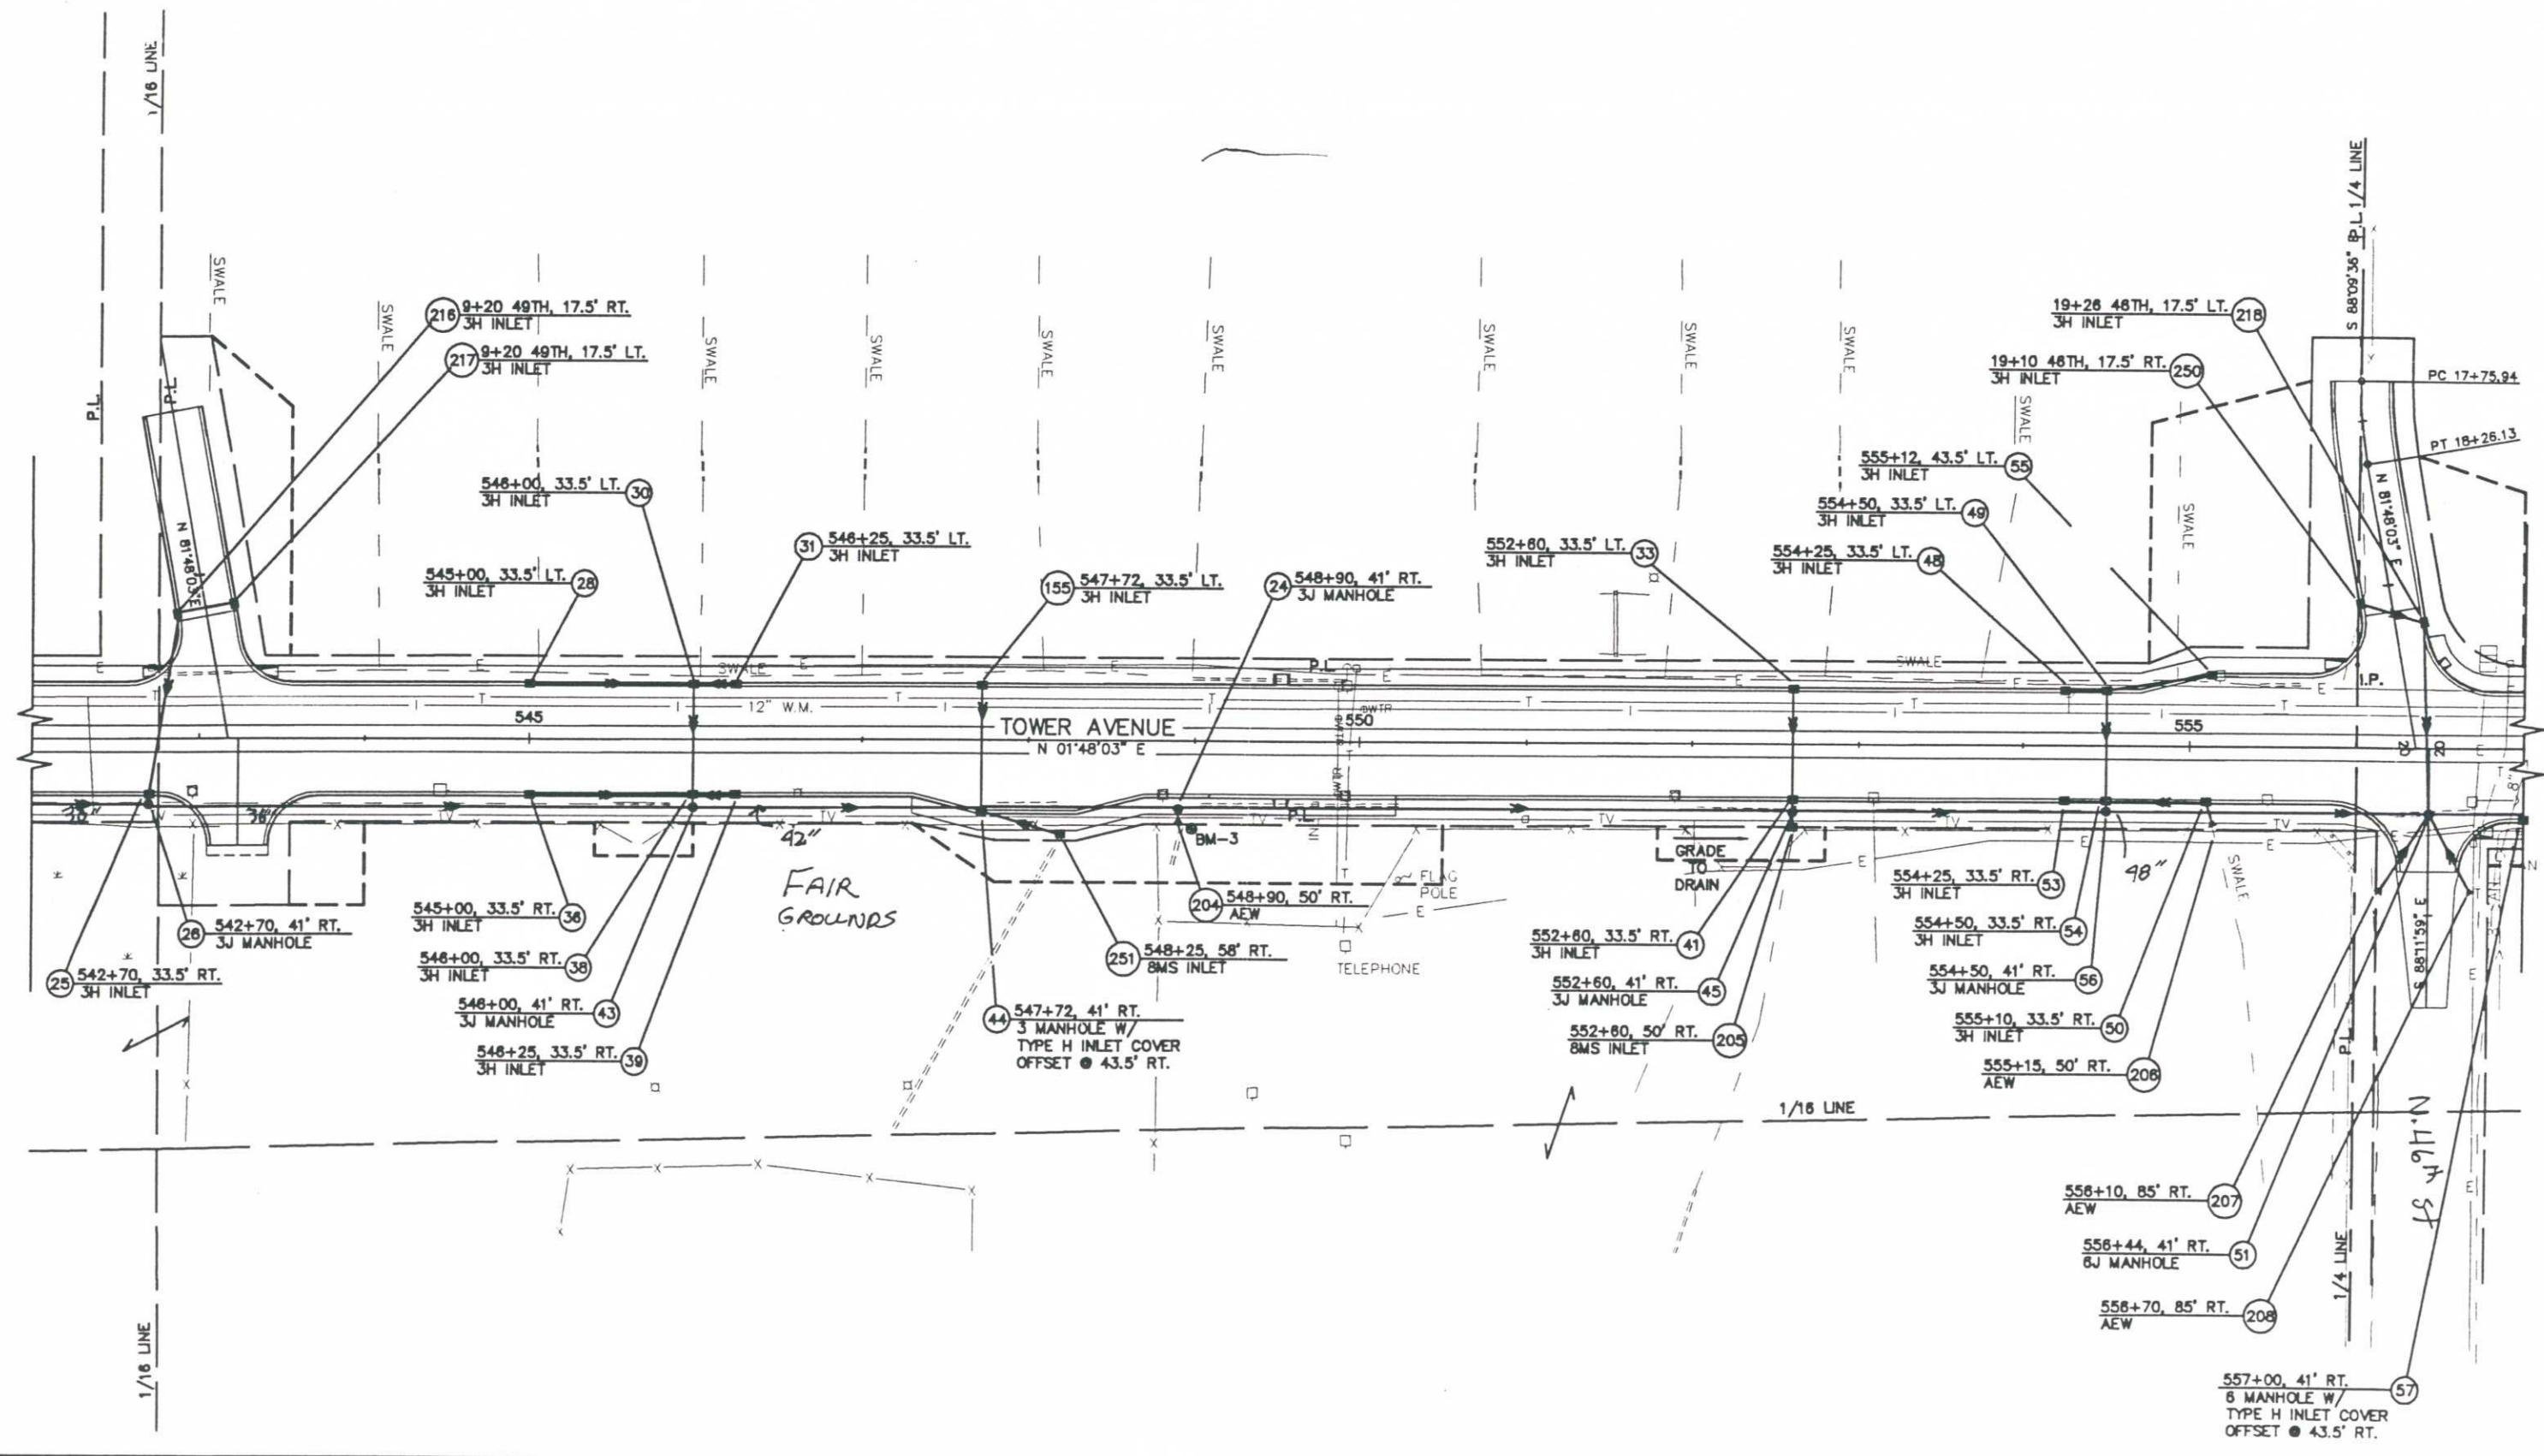 1/16 LINE
S 88°09'36" E
P.L. 1/4 LINE
SWALE
SWALE
SWALE
SWALE
SWALE
SWALE
SWALE
SWALE
SWALE
SWALE
SWALE
P.L.
P.L.
216
9+20 49TH, 17.5' RT.
3H INLET
217
9+20 49TH, 17.5' LT.
3H INLET
19+26 46TH, 17.5' LT.
3H INLET
218
19+10 46TH, 17.5' RT.
3H INLET
250
PC 17+75.94
PT 18+26.13
N 81°48'03" E
N 81°48'03" E
546+00, 33.5' LT.
3H INLET
30
31
546+25, 33.5' LT.
3H INLET
545+00, 33.5' LT.
3H INLET
28
155
547+72, 33.5' LT.
3H INLET
24
548+90, 41' RT.
3J MANHOLE
552+60, 33.5' LT.
3H INLET
33
555+12, 43.5' LT.
3H INLET
55
554+50, 33.5' LT.
3H INLET
49
554+25, 33.5' LT.
3H INLET
48
SWALE
P.L.
SWALE
I.P.
12" W.M.
545
TOWER AVENUE
N 01°48'03" E
550
555
20
20
36"
36"
42"
FAIR
GROUNDS
P.L.
BM-3
FLAG
POLE
TELEPHONE
GRADE
TO
DRAIN
48"
SWALE
25
542+70, 33.5' RT.
3H INLET
26
542+70, 41' RT.
3J MANHOLE
545+00, 33.5' RT.
3H INLET
36
546+00, 33.5' RT.
3H INLET
38
546+00, 41' RT.
3J MANHOLE
43
546+25, 33.5' RT.
3H INLET
39
204
548+90, 50' RT.
AEW
251
548+25, 58' RT.
8MS INLET
44
547+72, 41' RT.
3 MANHOLE W/
TYPE H INLET COVER
OFFSET @ 43.5' RT.
552+60, 33.5' RT.
3H INLET
41
552+60, 41' RT.
3J MANHOLE
45
552+60, 50' RT.
8MS INLET
205
554+25, 33.5' RT.
3H INLET
53
554+50, 33.5' RT.
3H INLET
54
554+50, 41' RT.
3J MANHOLE
56
555+10, 33.5' RT.
3H INLET
50
555+15, 50' RT.
AEW
206
S 88°11'59" E
P.L.
1/16 LINE
N. 46th ST
556+10, 85' RT.
AEW
207
556+44, 41' RT.
6J MANHOLE
51
556+70, 85' RT.
AEW
208
1/4 LINE
1/16 LINE
557+00, 41' RT.
6 MANHOLE W/
TYPE H INLET COVER
OFFSET @ 43.5' RT.
57